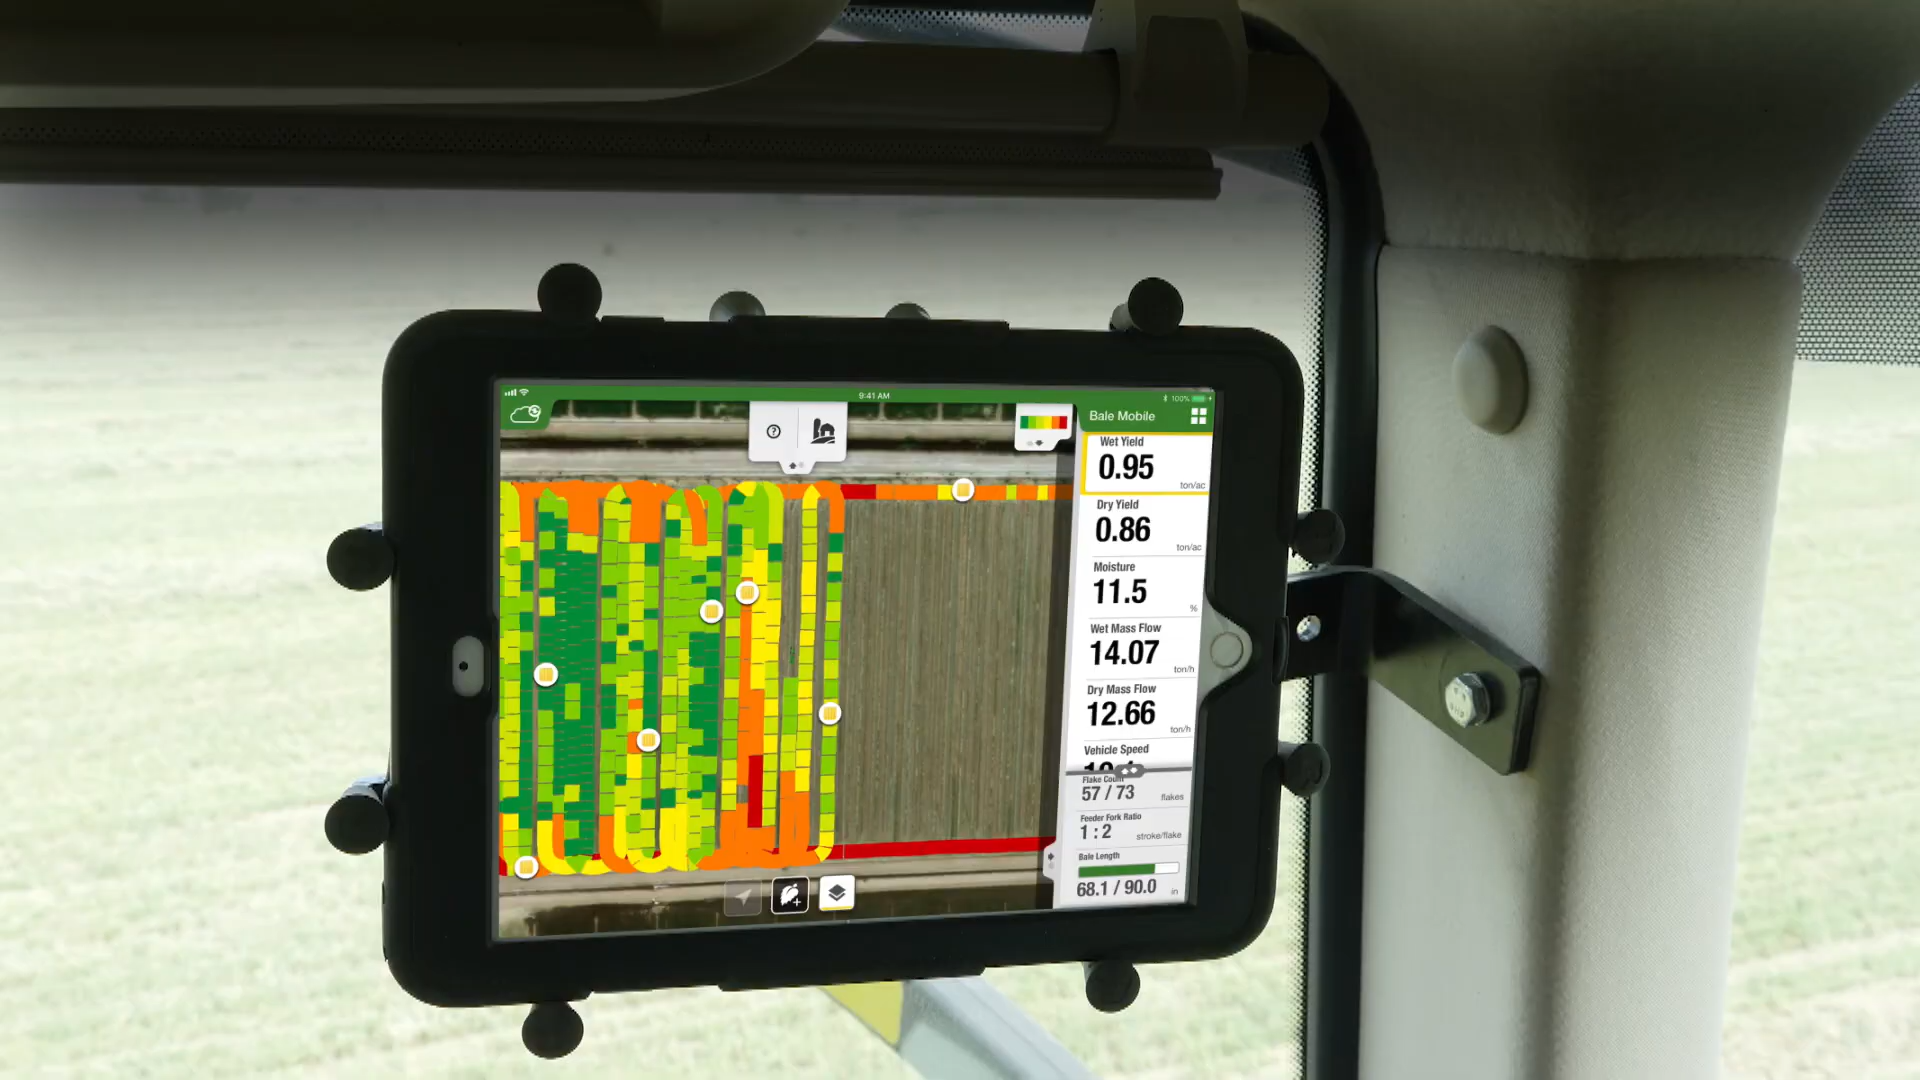 9:41 AM
100%
Bale Mobile
Wet Yield
0.95
ton/ac
Dry Yield
0.86
ton/ac
Moisture
11.5
%
Wet Mass Flow
14.07
ton/h
Dry Mass Flow
12.66
ton/h
Vehicle Speed
Flake Count
57 / 73
flakes
Feeder Fork Ratio
1 : 2
stroke/flake
Bale Length
68.1 / 90.0
in